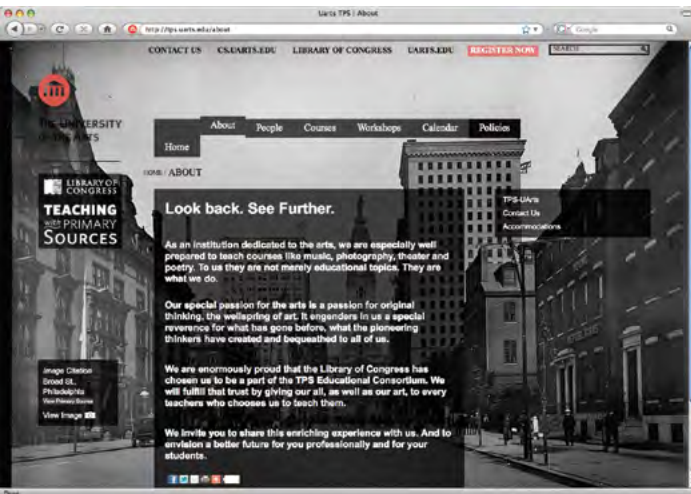 Uarts TPS | About
http://tps.uarts.edu/about
Google
CONTACT US CS.UARTS.EDU LIBRARY OF CONGRESS UARTS.EDU REGISTER NOW SEARCH
THE UNIVERSITY
OF THE ARTS
About People Courses Workshops Calendar Policies
Home
HOME / ABOUT
LIBRARY OF
CONGRESS
TEACHING
with PRIMARY
SOURCES
Look back. See Further.
As an institution dedicated to the arts, we are especially well
prepared to teach courses like music, photography, theater and
poetry. To us they are not merely educational topics. They are
what we do.
Our special passion for the arts is a passion for original
thinking, the wellspring of art. It engenders in us a special
reverence for what has gone before, what the pioneering
thinkers have created and bequeathed to all of us.
We are enormously proud that the Library of Congress has
chosen us to be a part of the TPS Educational Consortium. We
will fulfill that trust by giving our all, as well as our art, to every
teachers who chooses us to teach them.
We invite you to share this enriching experience with us. And to
envision a better future for you professionally and for your
students.
TPS-UArts
Contact Us
Accommodations
Image Citation
Broad St.,
Philadelphia
View Primary Source
View Image